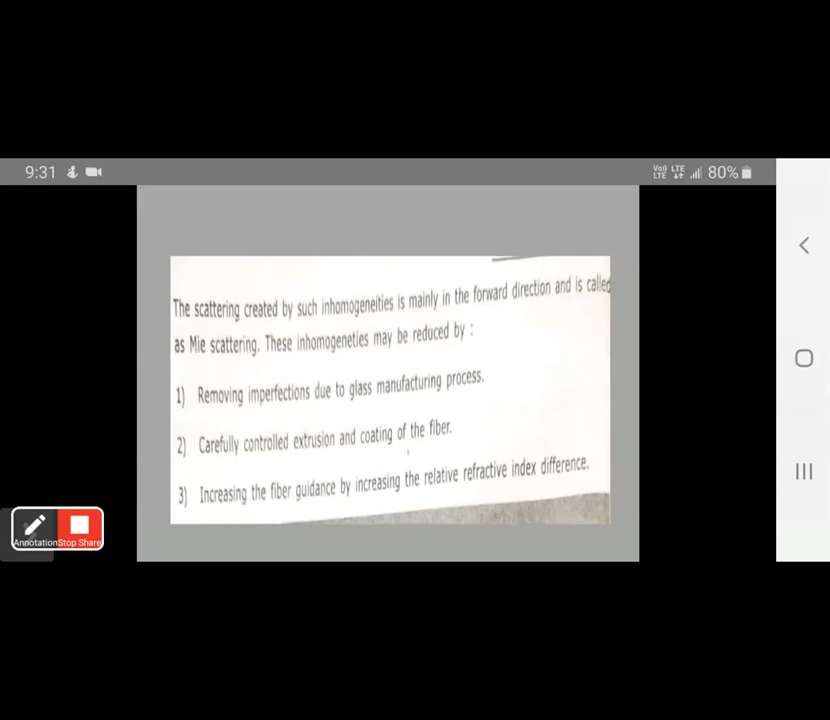 9:31
Vo) LTE
LTE 80%
The scattering created by such inhomogeneities is mainly in the forward direction and is called
as Mie scattering. These inhomogeneties may be reduced by :
1) Removing imperfections due to glass manufacturing process.
2) Carefully controlled extrusion and coating of the fiber.
3) Increasing the fiber guidance by increasing the relative refractive index difference.
Annotation Stop Share